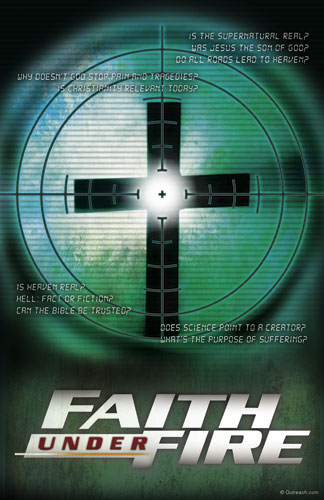 IS THE SUPERNATURAL REAL?
WAS JESUS THE SON OF GOD?
DO ALL ROADS LEAD TO HEAVEN?
WHY DOESN'T GOD STOP PAIN AND TRAGEDIES?
IS CHRISTIANITY RELEVANT TODAY?
IS HEAVEN REAL?
HELL: FACT OR FICTION?
CAN THE BIBLE BE TRUSTED?
DOES SCIENCE POINT TO A CREATOR?
WHAT'S THE PURPOSE OF SUFFERING?
FAITH
UNDER FIRE
© Outreach.com